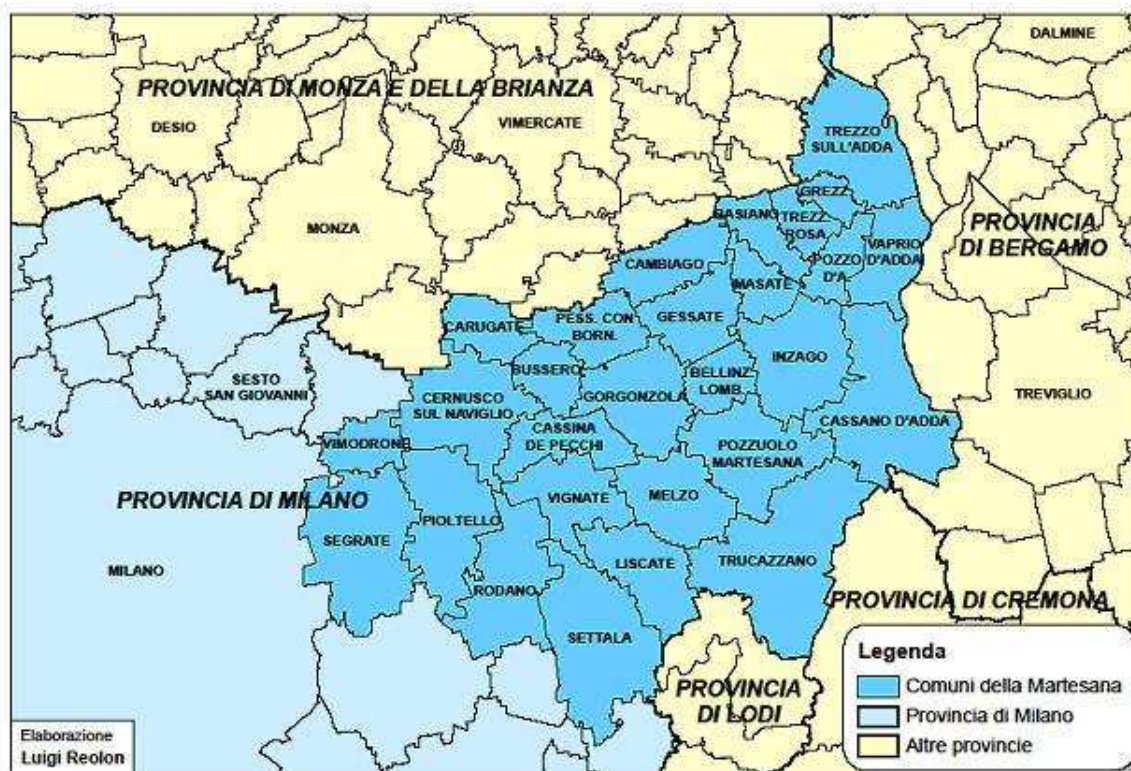 DALMINE
PROVINCIA DI MONZA E DELLA BRIANZA
DESIO
VIMERCATE
TREZZO
SULL'ADDA
GREZZ
BASIANO
TREZZ
ROSA
MONZA
PROVINCIA
DI BERGAMO
VAPRIO
D'ADDA
POZZO
D'A
CAMBIAGO
MASATE
CARUGATE
PESS. CON
BORN.
GESSATE
INZAGO
BUSSERO
BELLINZ
LOMB.
SESTO
SAN GIOVANNI
CERNUSCO
SUL NAVIGLIO
GORGONZOLA
TREVIGLIO
CASSINA
DE PECCHI
CASSANO D'ADDA
VIMODRONE
POZZUOLO
MARTESANA
PROVINCIA DI MILANO
VIGNATE
MELZO
PIOLTELLO
SEGRATE
MILANO
LISCATE
TRUCAZZANO
RODANO
PROVINCIA DI CREMONA
SETTALA
PROVINCIA
DI LODI
Legenda
Comuni della Martesana
Provincia di Milano
Altre provincie
Elaborazione
Luigi Reolon